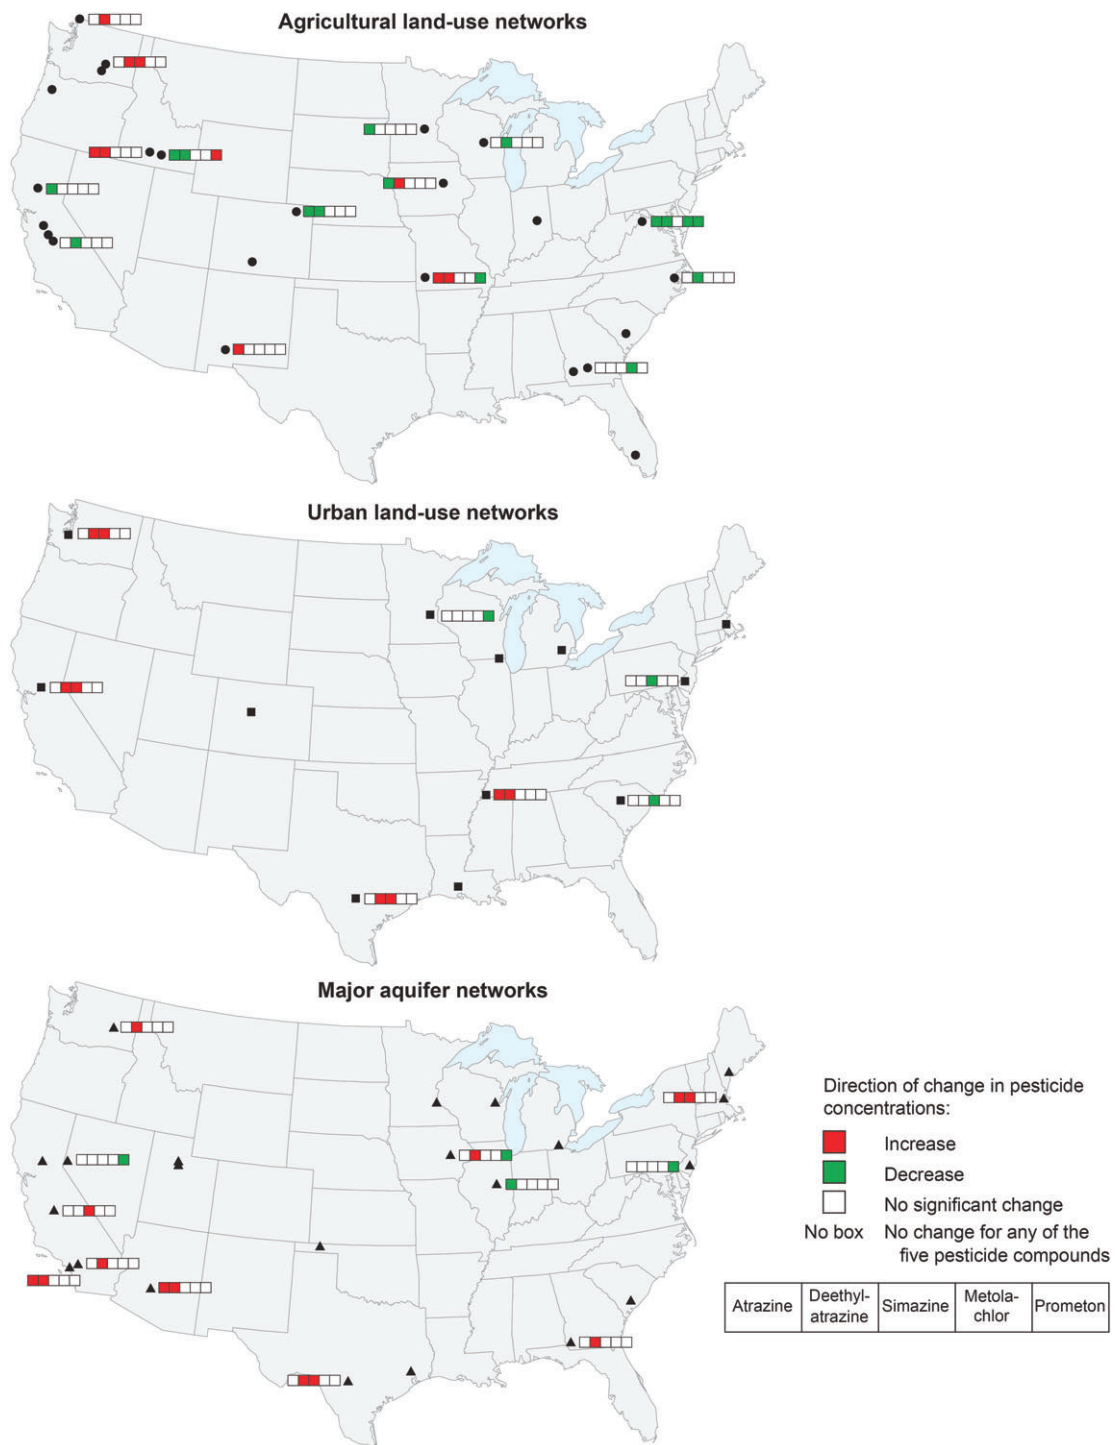 Agricultural land-use networks
Urban land-use networks
Major aquifer networks
Direction of change in pesticide
concentrations:
Increase
Decrease
No significant change
No box No change for any of the
five pesticide compounds
Atrazine Deethyl- Simazine Metola- Prometon
atrazine chlor